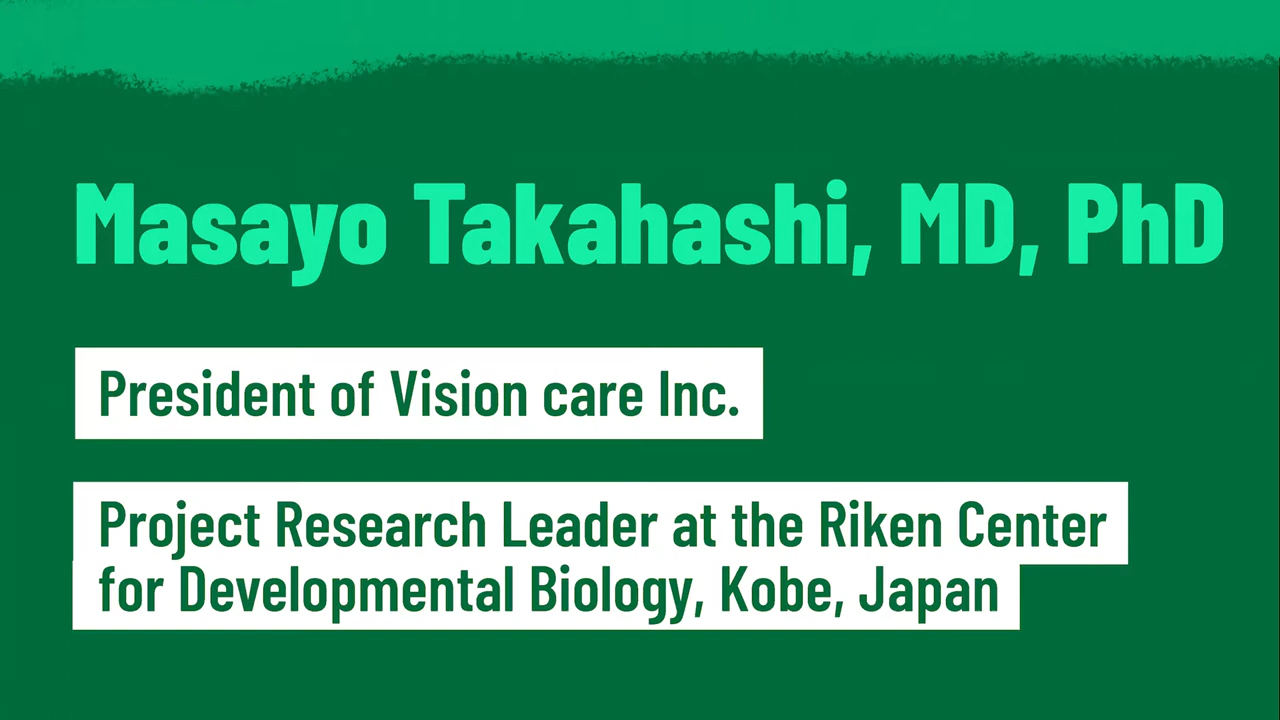 Masayo Takahashi, MD, PhD
President of Vision care Inc.
Project Research Leader at the Riken Center
for Developmental Biology, Kobe, Japan